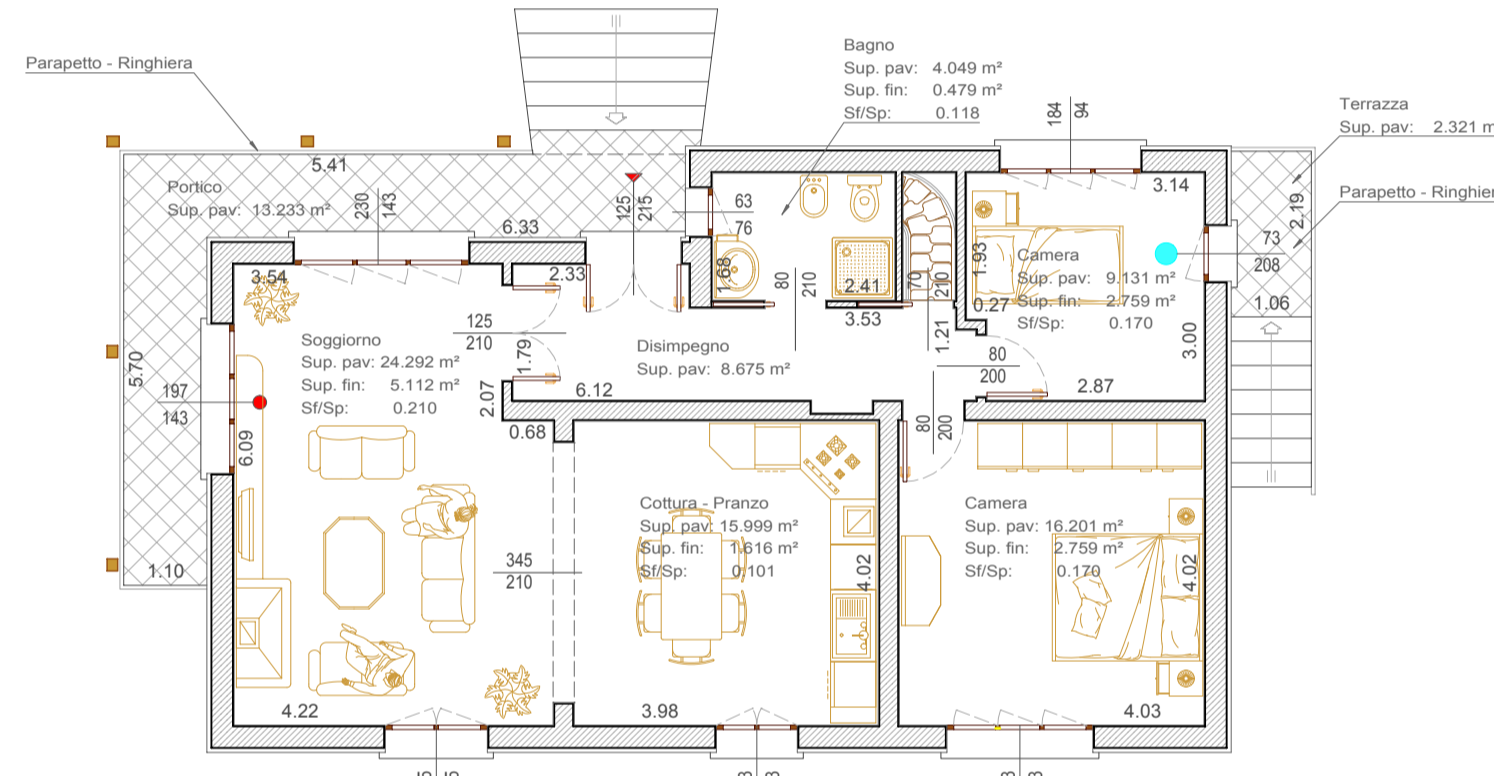 Parapetto - Ringhiera
Bagno
Sup. pav: 4.049 m²
Sup. fin: 0.479 m²
Sf/Sp: 0.118
184
94
Terrazza
Sup. pav: 2.321 m
Parapetto - Ringhier
5.41
Portico
Sup. pav: 13.233 m²
230
143
6.33
125
215
63
76
3.14
2.19
73
208
1.06
3.54
2.33
1.68
80
210
2.41
70
210
1.93
Camera
Sup. pav: 9.131 m²
Sup. fin: 2.759 m²
Sf/Sp: 0.170
0.27
3.53
1.21
3.00
125
210
1.79
Soggiorno
Sup. pav: 24.292 m²
Sup. fin: 5.112 m²
Sf/Sp: 0.210
Disimpegno
Sup. pav: 8.675 m²
80
200
2.87
5.70
197
143
6.12
2.07
0.68
6.09
80
200
Cottura - Pranzo
Sup. pav: 15.999 m²
Sup. fin: 1.616 m²
Sf/Sp: 0.101
4.02
Camera
Sup. pav: 16.201 m²
Sup. fin: 2.759 m²
Sf/Sp: 0.170
4.02
1.10
345
210
4.22
3.98
4.03